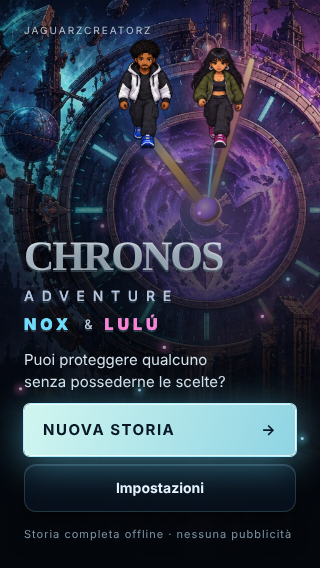 JAGUARZCREATORZ
CHRONOS
ADVENTURE
NOX & LULÚ
Puoi proteggere qualcuno
senza possederne le scelte?
NUOVA STORIA →
Impostazioni
Storia completa offline · nessuna pubblicità